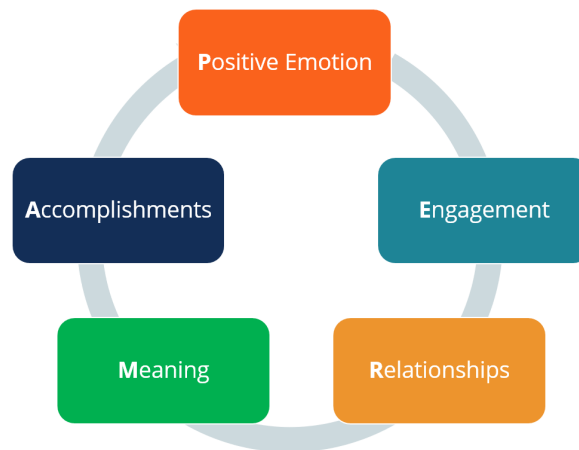 Positive Emotion
Engagement
Relationships
Meaning
Accomplishments